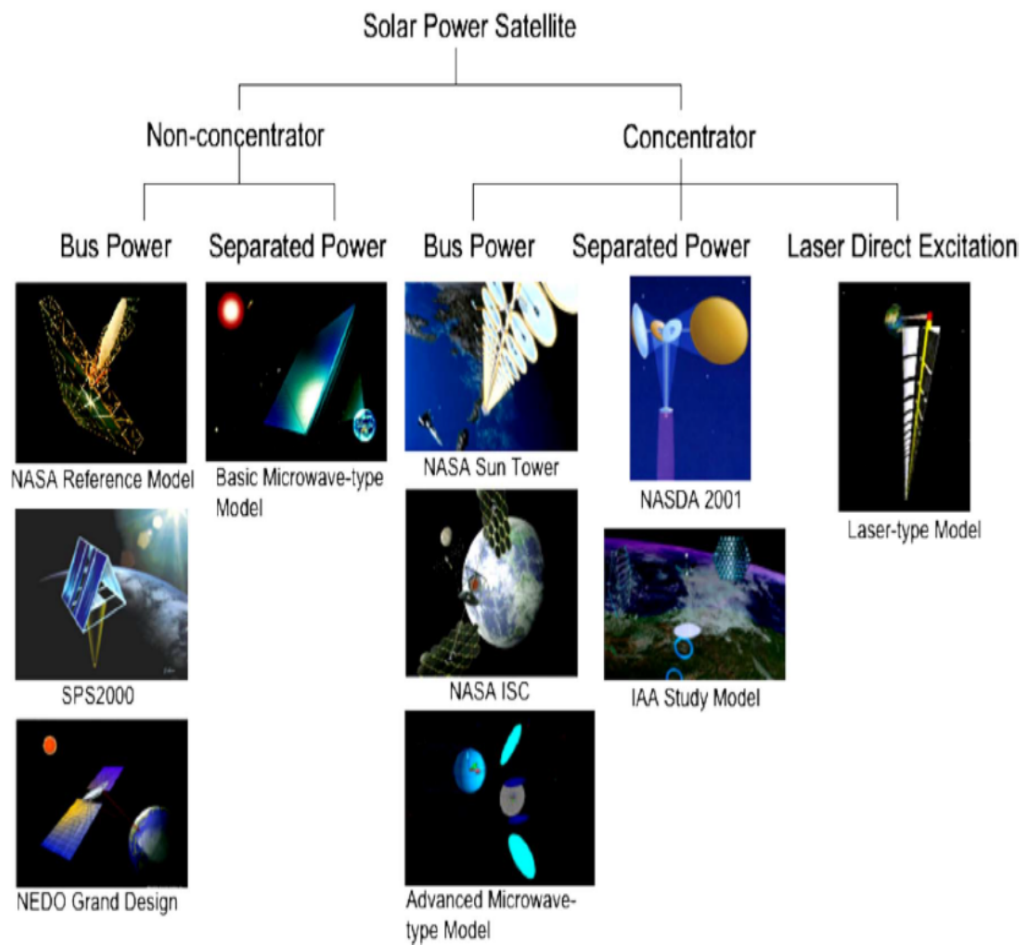 Solar Power Satellite
Non-concentrator
Concentrator
Bus Power
Separated Power
Bus Power
Separated Power
Laser Direct Excitation
NASA Reference Model
Basic Microwave-type
Model
NASA Sun Tower
NASDA 2001
Laser-type Model
SPS2000
NASA ISC
IAA Study Model
NEDO Grand Design
Advanced Microwave-
type Model